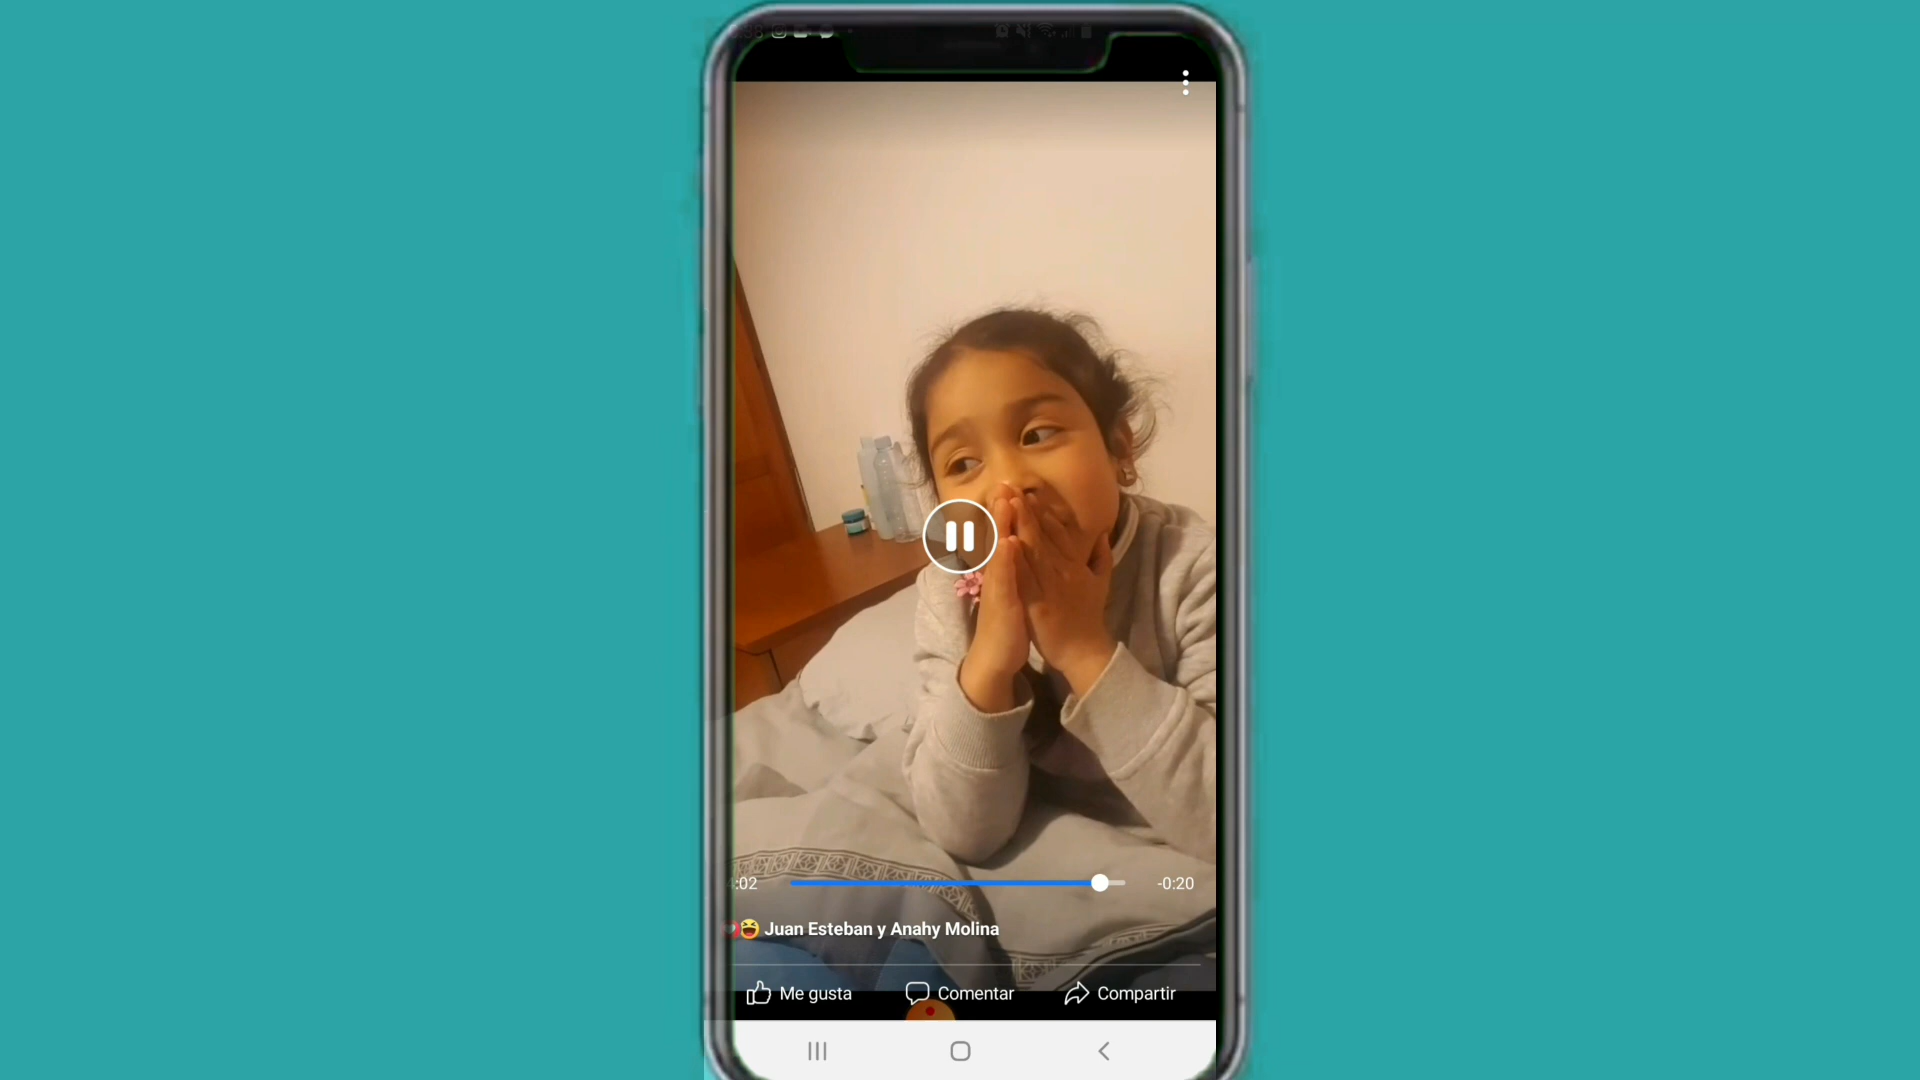 :02
-0:20
Juan Esteban y Anahy Molina
Me gusta
Comentar
Compartir